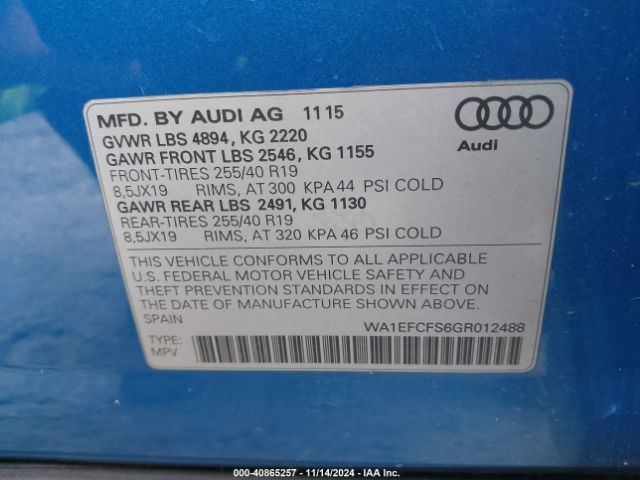 MFD. BY AUDI AG 11 15
GVWR LBS 4894, KG 2220
GAWR FRONT LBS 2546, KG 1155
FRONT-TIRES 255/40 R19
8,5JX19 RIMS, AT 300 KPA 44 PSI COLD
GAWR REAR LBS 2491, KG 1130
REAR-TIRES 255/40 R19
8,5JX19 RIMS, AT 320 KPA 46 PSI COLD
Audi
THIS VEHICLE CONFORMS TO ALL APPLICABLE
U.S. FEDERAL MOTOR VEHICLE SAFETY AND
THEFT PREVENTION STANDARDS IN EFFECT ON
THE DATE OF MANUFACTURE SHOWN ABOVE.
SPAIN
WA1EFCFS6GR012488
TYPE:
MPV
000-40865257 - 11/14/2024 - IAA Inc.